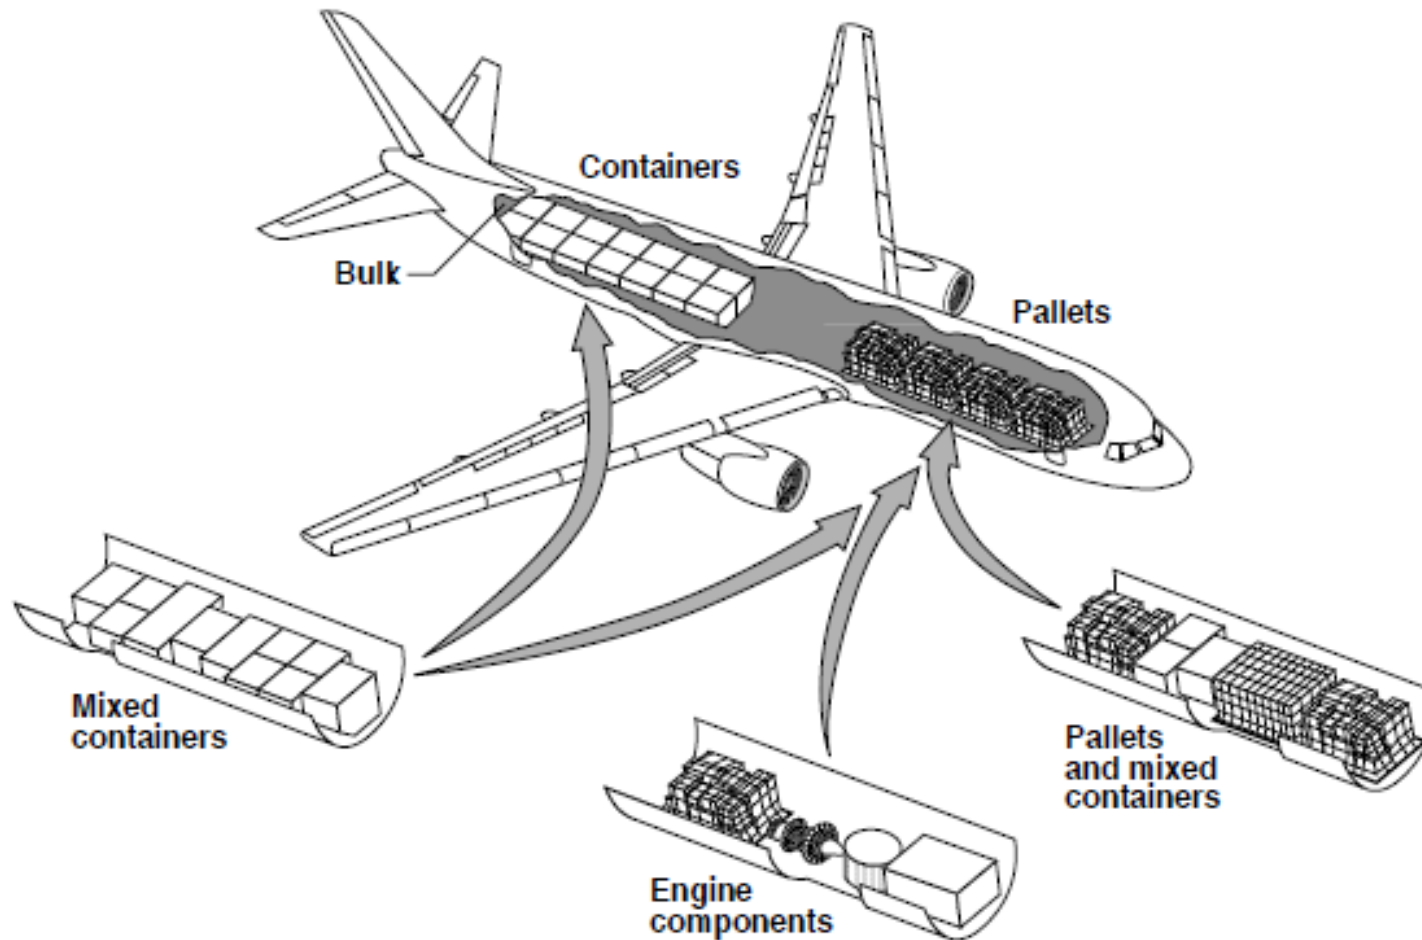 Containers
Bulk
Pallets
Mixed
containers
Pallets
and mixed
containers
Engine
components